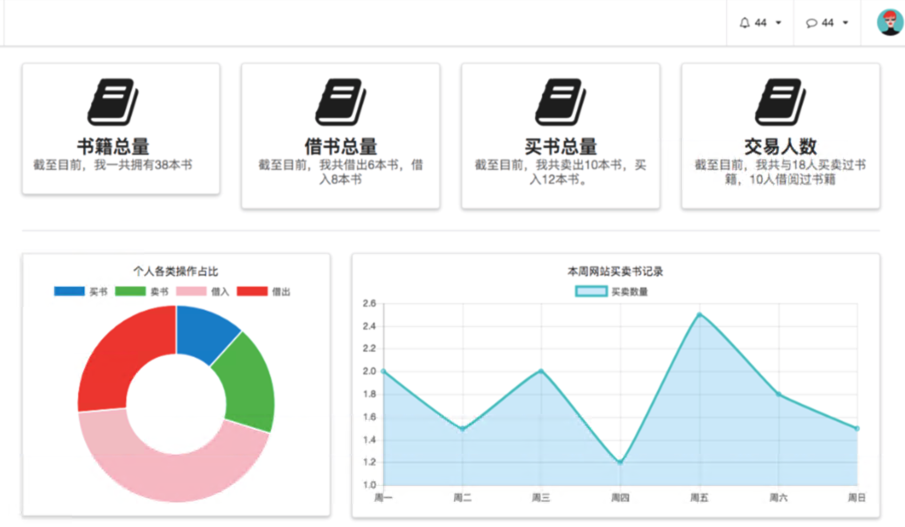 44
44
书籍总量
截至目前，我一共拥有38本书
借书总量
截至目前，我共借出6本书，借
入8本书
买书总量
截至目前，我共卖出10本书，买
入12本书。
交易人数
截至目前，我共与18人买卖过书
籍，10人借阅过书籍
个人各类操作占比
买书 卖书 借入 借出
本周网站买卖书记录
买卖数量
2.6
2.4
2.2
2.0
1.8
1.6
1.4
1.2
1.0
周一 周二 周三 周四 周五 周六 周日